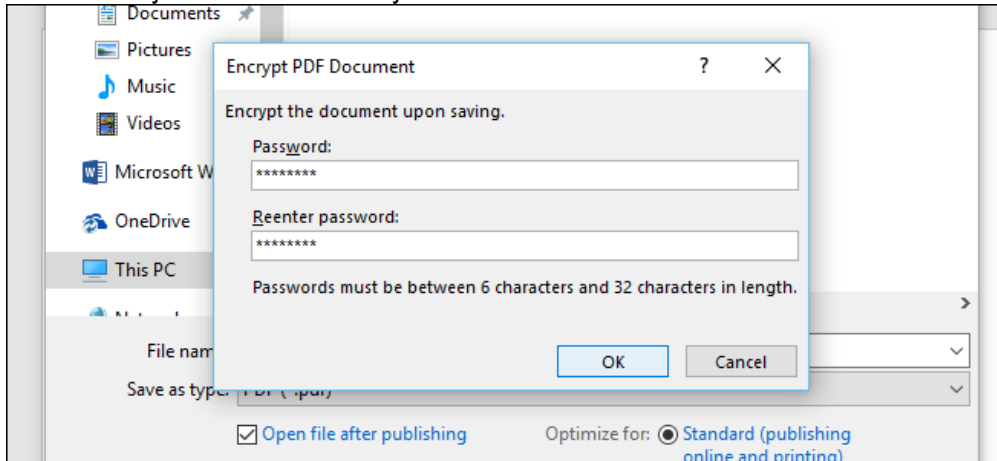 Documents
Pictures
Music
Videos
Microsoft W
OneDrive
This PC
Encrypt PDF Document ? ×
Encrypt the document upon saving.
Password:
********
Reenter password:
********
Passwords must be between 6 characters and 32 characters in length.
OK Cancel
File nam
Save as type:
Open file after publishing
Optimize for: Standard (publishing
online and printing)